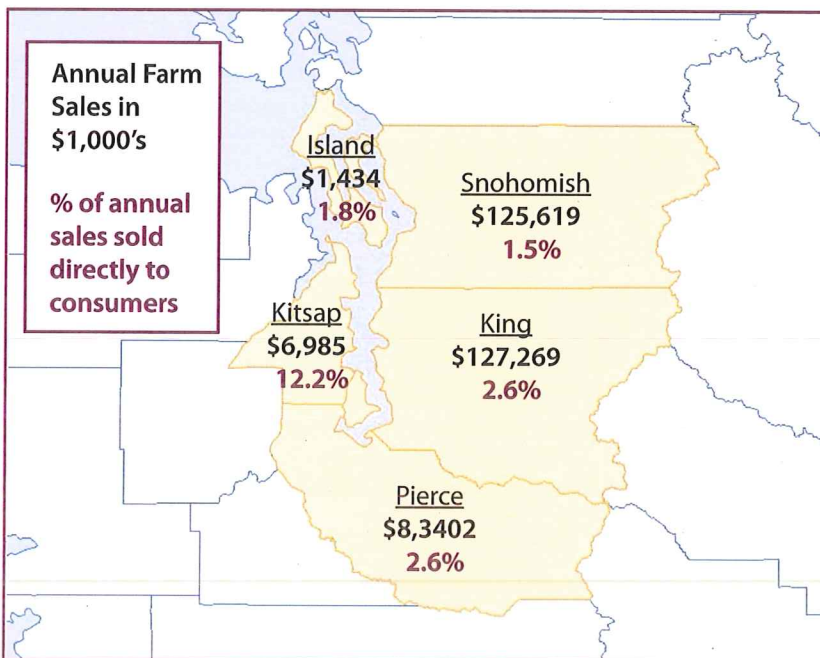 Annual Farm
Sales in
$1,000's
% of annual
sales sold
directly to
consumers
Island
$1,434
1.8%
Snohomish
$125,619
1.5%
Kitsap
$6,985
12.2%
King
$127,269
2.6%
Pierce
$8,3402
2.6%